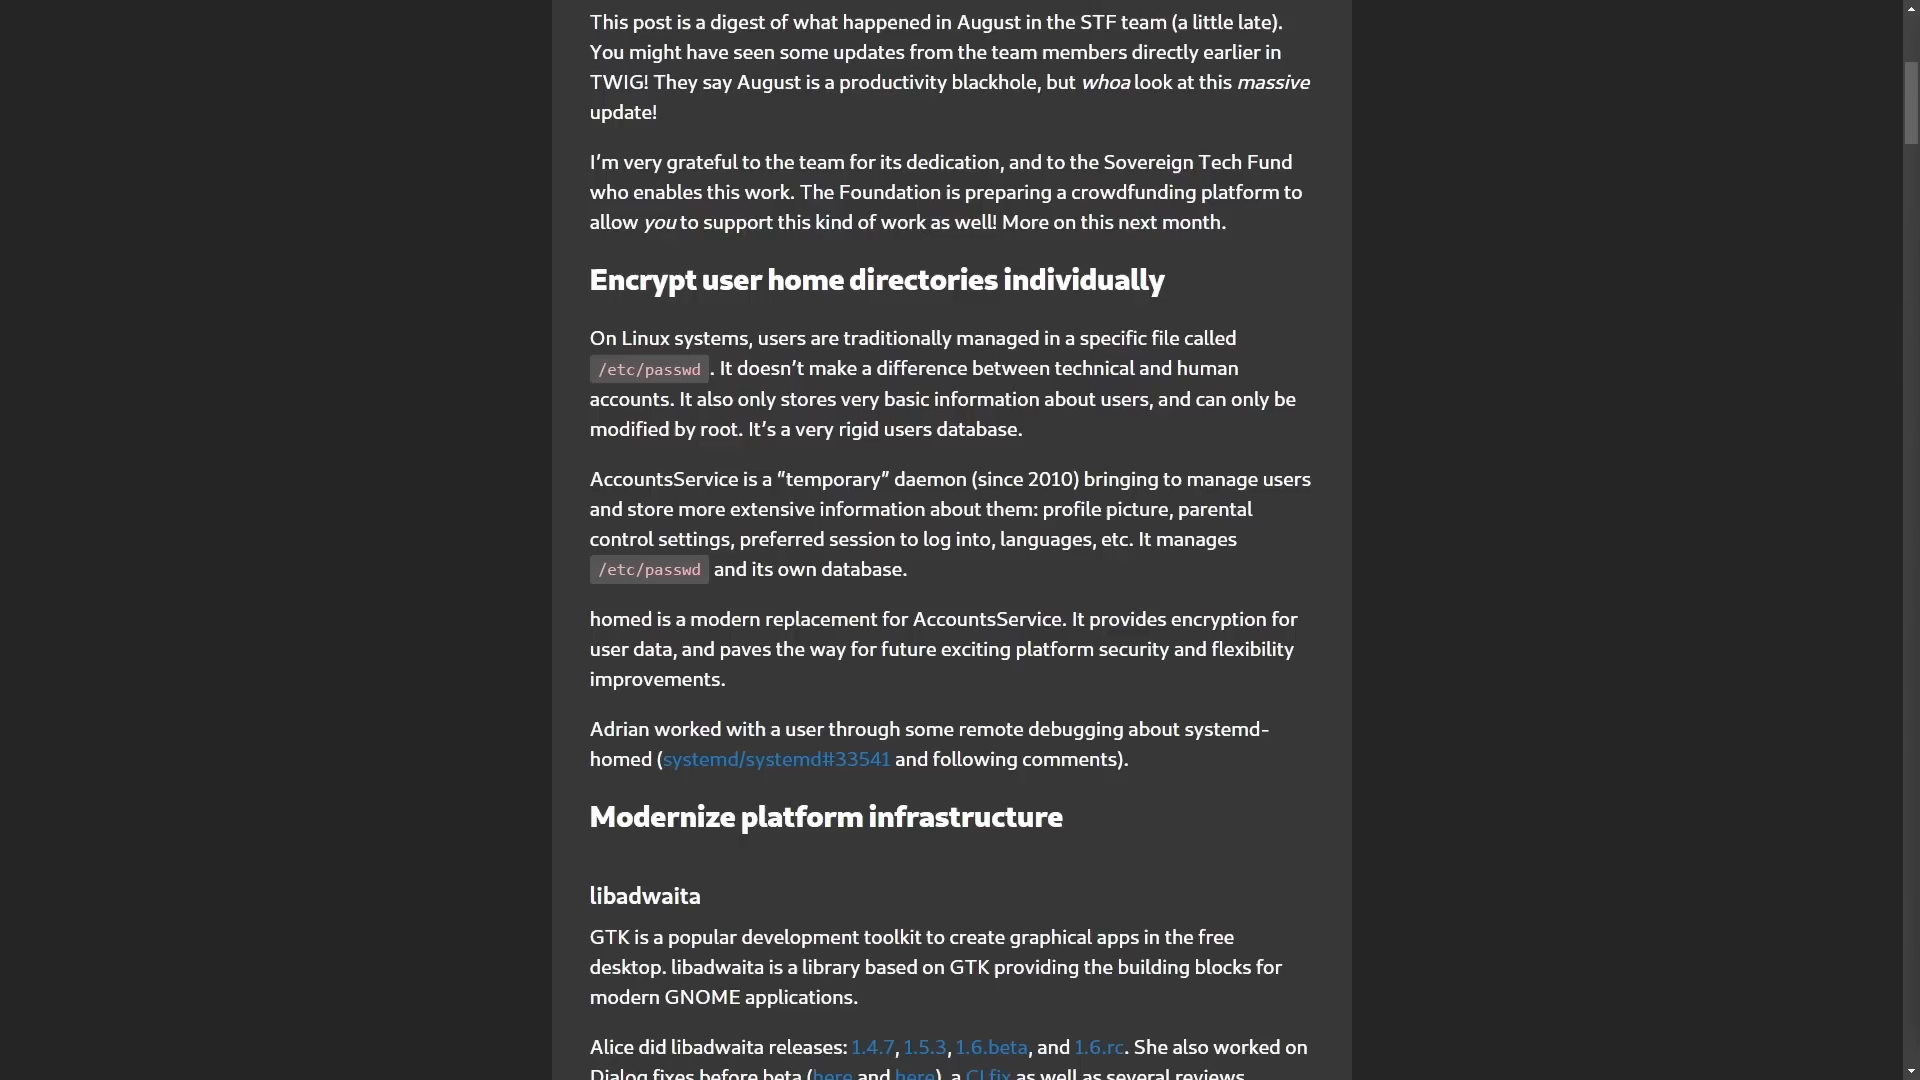 This post is a digest of what happened in August in the STF team (a little late).
You might have seen some updates from the team members directly earlier in
TWIG! They say August is a productivity blackhole, but whoa look at this massive
update!
I’m very grateful to the team for its dedication, and to the Sovereign Tech Fund
who enables this work. The Foundation is preparing a crowdfunding platform to
allow you to support this kind of work as well! More on this next month.
Encrypt user home directories individually
On Linux systems, users are traditionally managed in a specific file called
/etc/passwd . It doesn’t make a difference between technical and human
accounts. It also only stores very basic information about users, and can only be
modified by root. It’s a very rigid users database.
AccountsService is a “temporary” daemon (since 2010) bringing to manage users
and store more extensive information about them: profile picture, parental
control settings, preferred session to log into, languages, etc. It manages
/etc/passwd and its own database.
homed is a modern replacement for AccountsService. It provides encryption for
user data, and paves the way for future exciting platform security and flexibility
improvements.
Adrian worked with a user through some remote debugging about systemd-
homed (systemd/systemd#33541 and following comments).
Modernize platform infrastructure
libadwaita
GTK is a popular development toolkit to create graphical apps in the free
desktop. libadwaita is a library based on GTK providing the building blocks for
modern GNOME applications.
Alice did libadwaita releases: 1.4.7, 1.5.3, 1.6.beta, and 1.6.rc. She also worked on
Dialog fixes before beta (here and here), a CI fix as well as several reviews